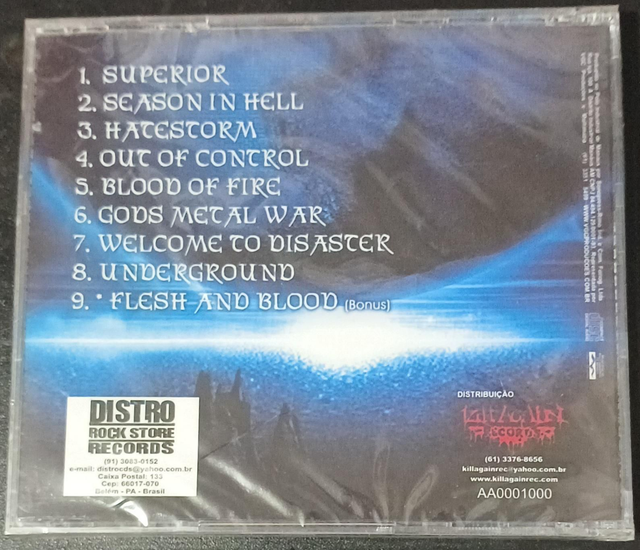 1. SUPERIOR
2. SEASON IN HELL
3. HATESTORM
4. OUT OF CONTROL
5. BLOOD OF FIRE
6. GODS METAL WAR
7. WELCOME TO DISASTER
8. UNDERGROUND
9. * FLESH AND BLOOD (Bonus)
DISTRO
ROCK STORE
RECORDS
(91) 3083-0152
e-mail: distrocds@yahoo.com.br
Caixa Postal: 133
Cep: 66017-070
Belém - PA - Brasil
DISTRIBUIÇÃO
(61) 3376-8656
killagainrec@yahoo.com.br
www.killagainrec.com
AA0001000